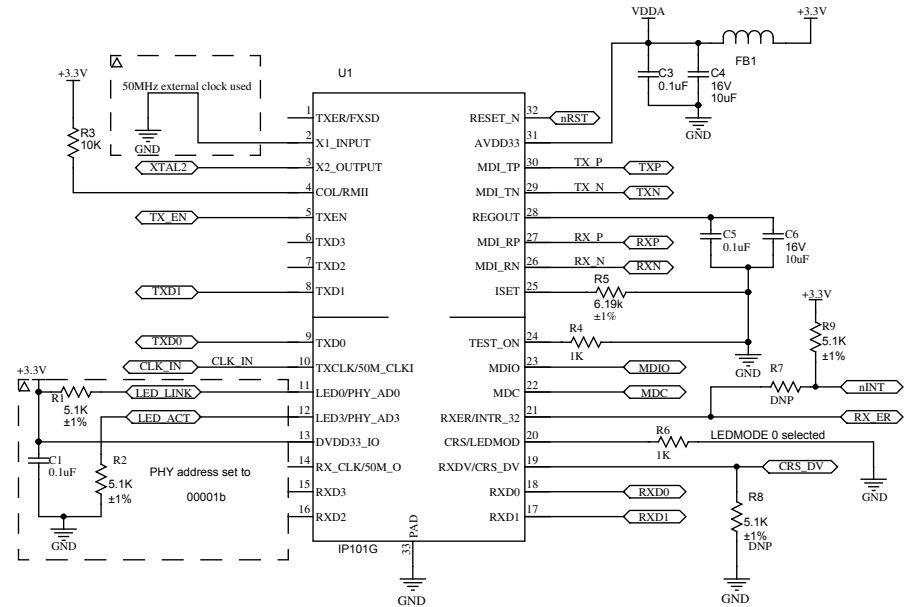 VDDA
+3.3V
FB1
C3
0.1uF
C4
16V
10uF
GND
+3.3V
50MHz external clock used
GND
R3
10K
U1
1 TXER/FXSD
2 X1_INPUT
XTAL2 3 X2_OUTPUT
4 COL/RMII
TX_EN 5 TXEN
6 TXD3
7 TXD2
TXD1 8 TXD1
TXD0 9 TXD0
CLK_IN CLK_IN 10 TXCLK/50M_CLKI
LED_LINK 11 LED0/PHY_AD0
LED_ACT 12 LED3/PHY_AD3
13 DVDD33_IO
14 RX_CLK/50M_O
15 RXD3
16 RXD2
RESET_N 32 nRST
AVDD33 31
MDI_TP 30 TX_P TXP
MDI_TN 29 TX_N TXN
REGOUT 28
MDI_RP 27 RX_P RXP
MDI_RN 26 RX_N RXN
ISET 25
TEST_ON 24
MDIO 23 MDIO
MDC 22 MDC
RXER/INTR_32 21
CRS/LEDMOD 20
RXDV/CRS_DV 19
RXD0 18 RXD0
RXD1 17 RXD1
IP101G
33 PAD
GND
+3.3V
R1
5.1K
±1%
C1
0.1uF
R2
5.1K
±1%
PHY address set to
00001b
GND
C5
0.1uF
C6
16V
10uF
R5
6.19k
±1%
R4
1K
GND
+3.3V
R9
5.1K
±1%
R7
DNP
nINT
RX_ER
R6
1K
LEDMODE 0 selected
GND
CRS_DV
R8
5.1K
±1%
DNP
GND